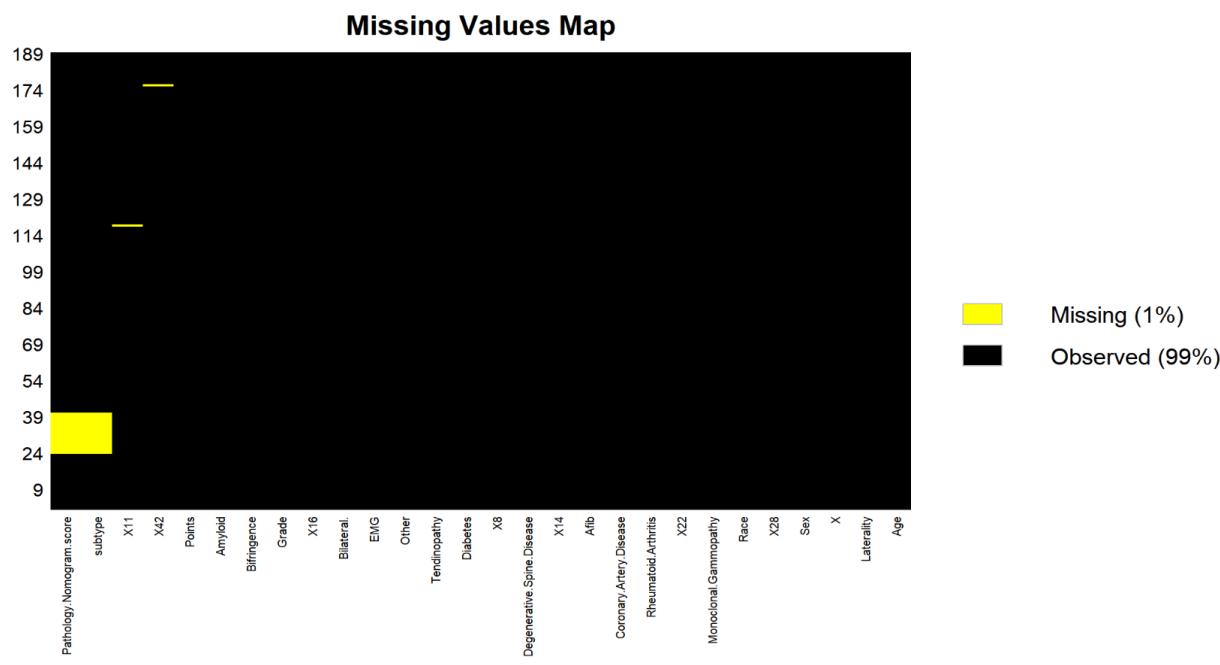 Missing Values Map
189
174
159
144
129
114
99
84
69
54
39
24
9
Missing (1%)
Observed (99%)
Pathology.Nomogram.score
subtype
X11
X42
Points
Amyloid
Bifringence
Grade
X16
Bilateral.
EMG
Other
Tendinopathy
Diabetes
X8
Degenerative.Spine.Disease
X14
Afib
Coronary.Artery.Disease
Rheumatoid.Arthritis
X22
Monoclonal.Gammopathy
Race
X28
Sex
X
Laterality
Age